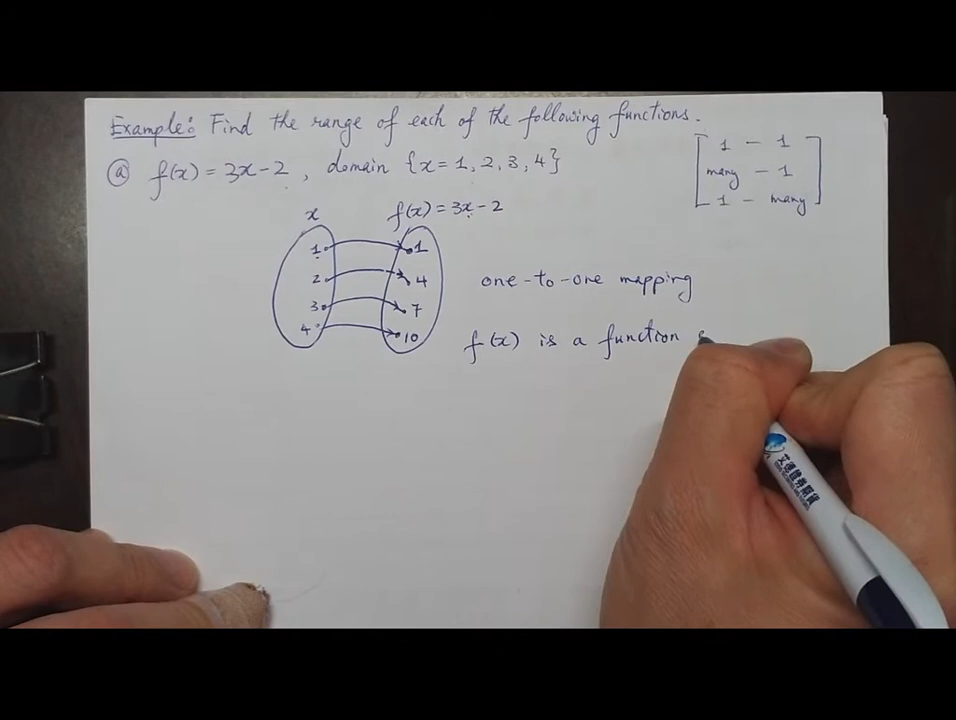 Example: Find the range of each of the following functions.
ⓐ f(x) = 3x - 2 , domain {x = 1, 2, 3, 4}
1 - 1
many - 1
1 - many
x f(x) = 3x - 2
1 1
2 4
3 7
4 10
one-to-one mapping
f(x) is a function